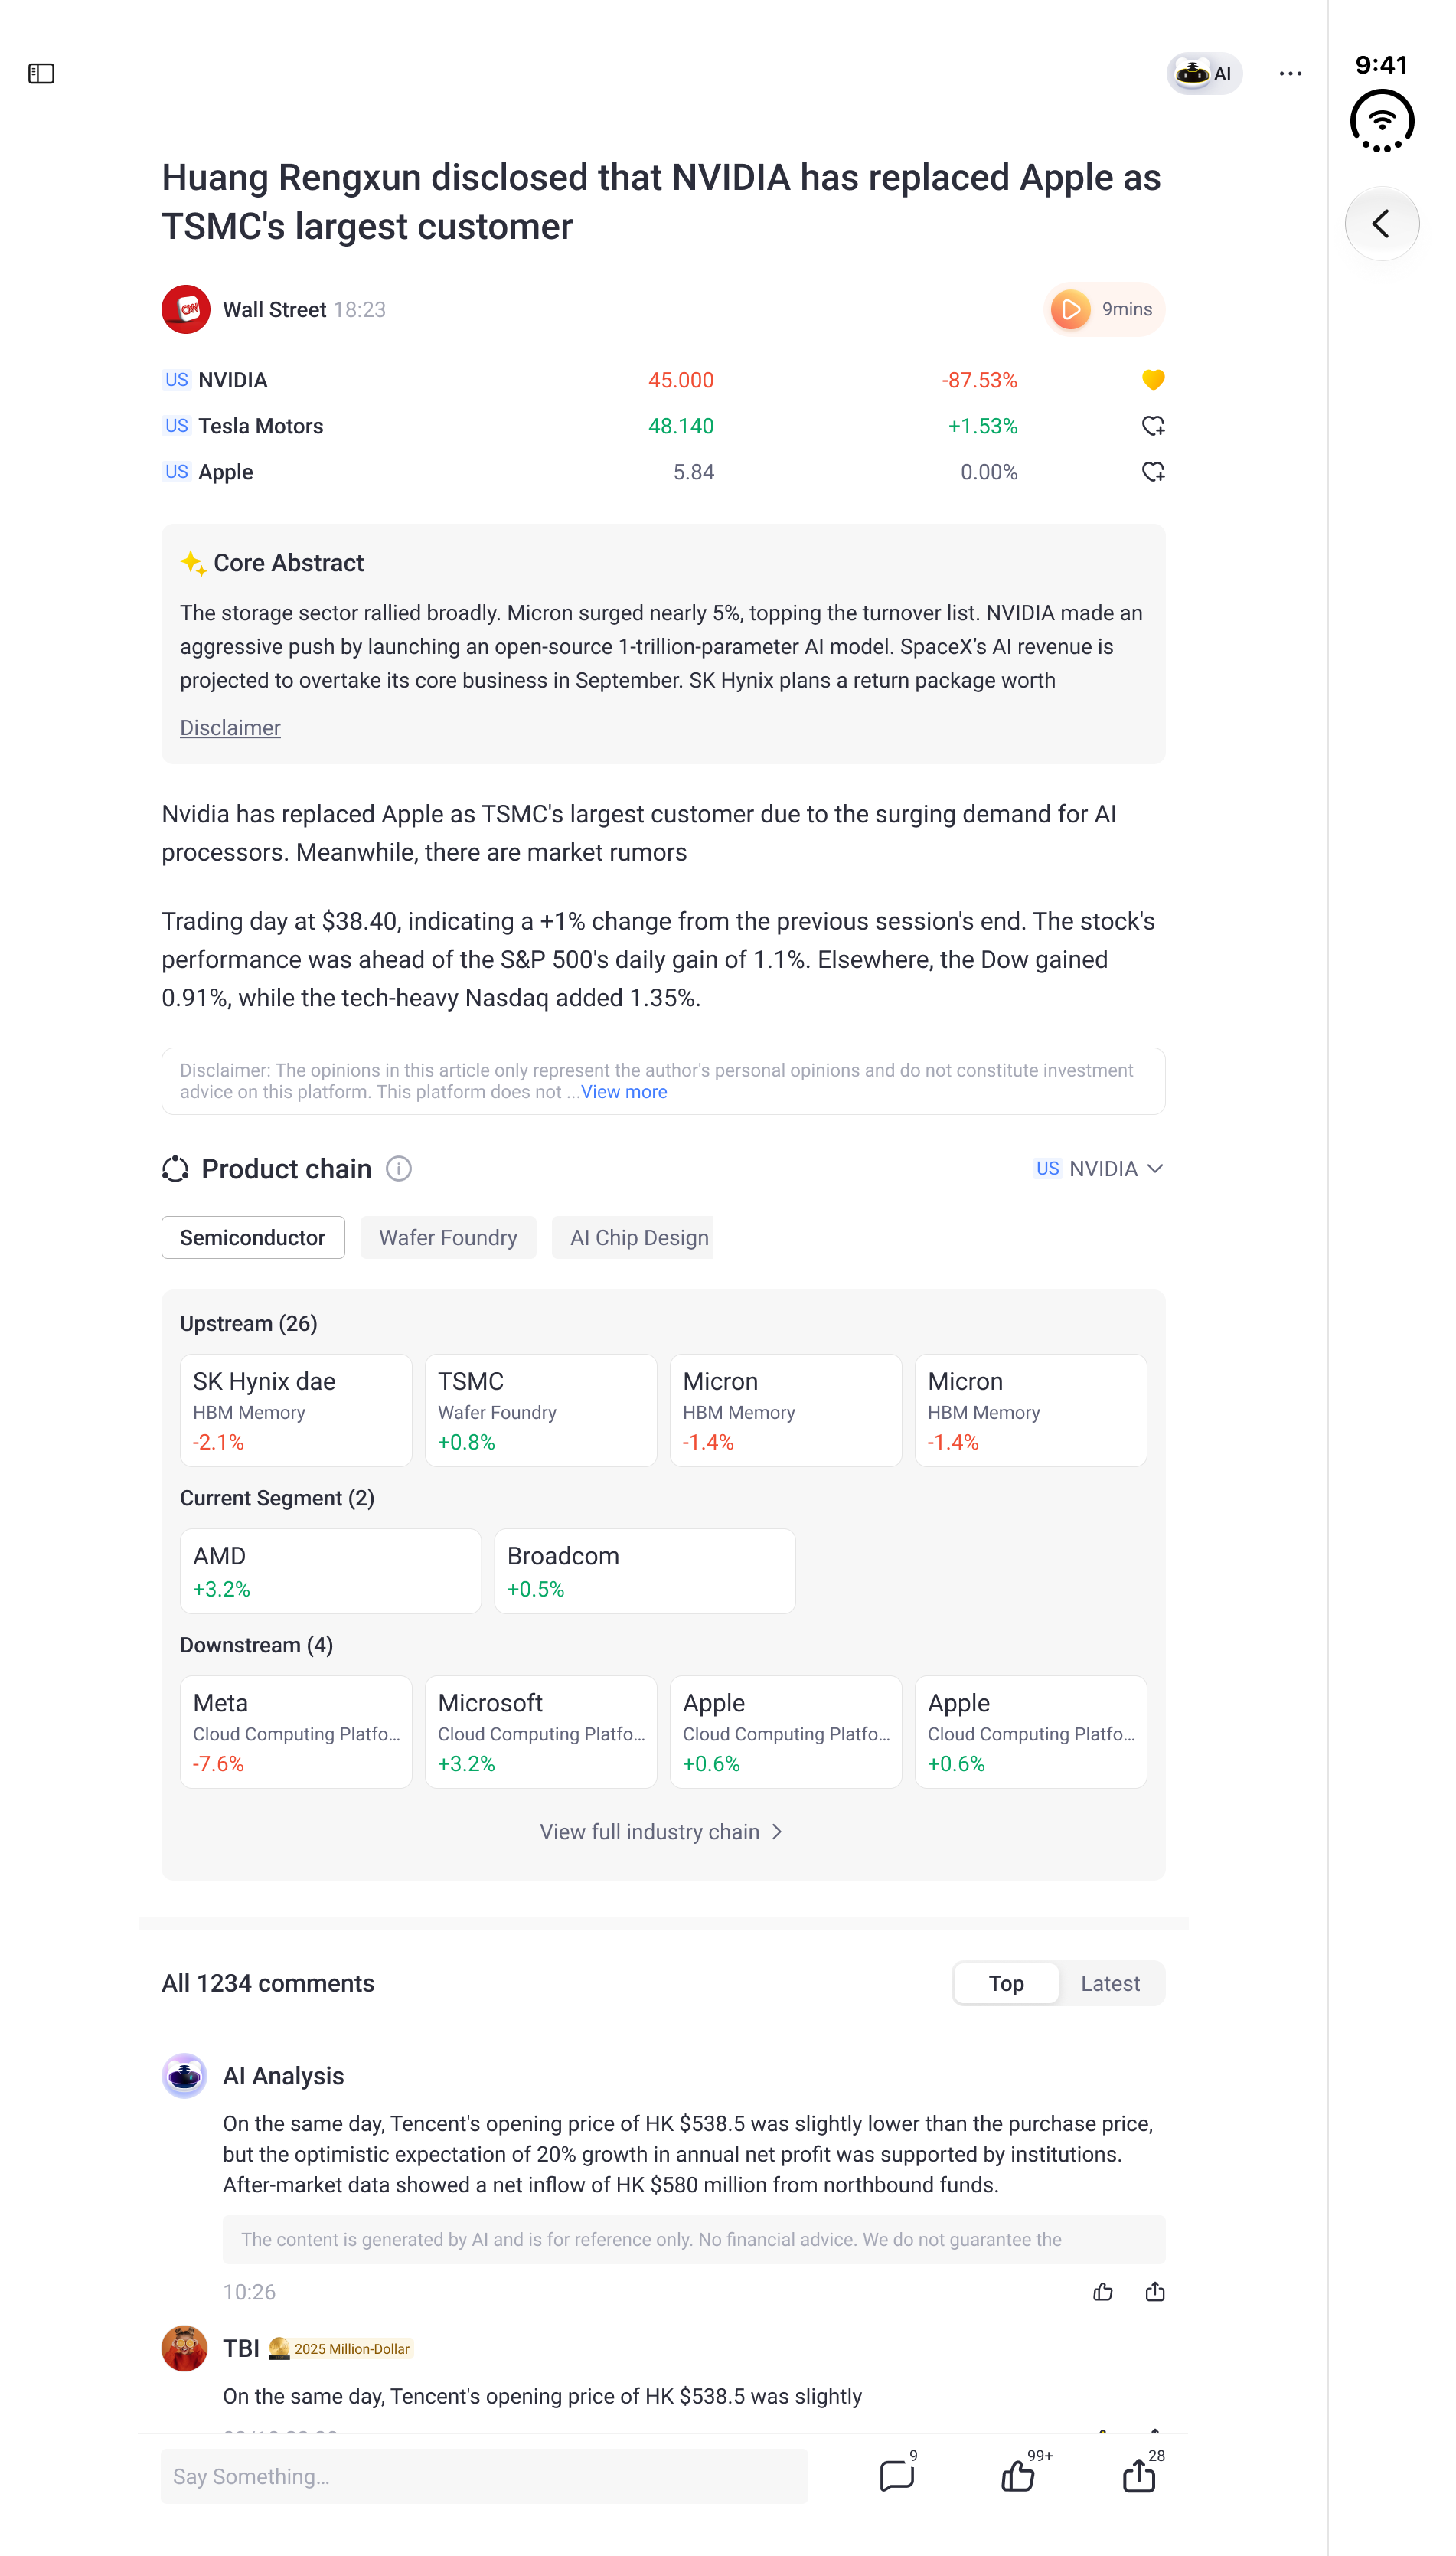 9:41
AI
Huang Rengxun disclosed that NVIDIA has replaced Apple as
TSMC's largest customer
CNN
Wall Street 18:23
9mins
US NVIDIA 45.000 -87.53%
US Tesla Motors 48.140 +1.53%
US Apple 5.84 0.00%
Core Abstract
The storage sector rallied broadly. Micron surged nearly 5%, topping the turnover list. NVIDIA made an
aggressive push by launching an open-source 1-trillion-parameter AI model. SpaceX’s AI revenue is
projected to overtake its core business in September. SK Hynix plans a return package worth
Disclaimer
Nvidia has replaced Apple as TSMC's largest customer due to the surging demand for AI
processors. Meanwhile, there are market rumors
Trading day at $38.40, indicating a +1% change from the previous session's end. The stock's
performance was ahead of the S&P 500's daily gain of 1.1%. Elsewhere, the Dow gained
0.91%, while the tech-heavy Nasdaq added 1.35%.
Disclaimer: The opinions in this article only represent the author's personal opinions and do not constitute investment
advice on this platform. This platform does not ...View more
Product chain
US NVIDIA
Semiconductor Wafer Foundry AI Chip Design
Upstream (26)
SK Hynix dae TSMC Micron Micron
HBM Memory Wafer Foundry HBM Memory HBM Memory
-2.1% +0.8% -1.4% -1.4%
Current Segment (2)
AMD Broadcom
+3.2% +0.5%
Downstream (4)
Meta Microsoft Apple Apple
Cloud Computing Platfo... Cloud Computing Platfo... Cloud Computing Platfo... Cloud Computing Platfo...
-7.6% +3.2% +0.6% +0.6%
View full industry chain
All 1234 comments
Top Latest
AI Analysis
On the same day, Tencent's opening price of HK $538.5 was slightly lower than the purchase price,
but the optimistic expectation of 20% growth in annual net profit was supported by institutions.
After-market data showed a net inflow of HK $580 million from northbound funds.
The content is generated by AI and is for reference only. No financial advice. We do not guarantee the
10:26
TBI 2025 Million-Dollar
On the same day, Tencent's opening price of HK $538.5 was slightly
Say Something...
9 99+ 28